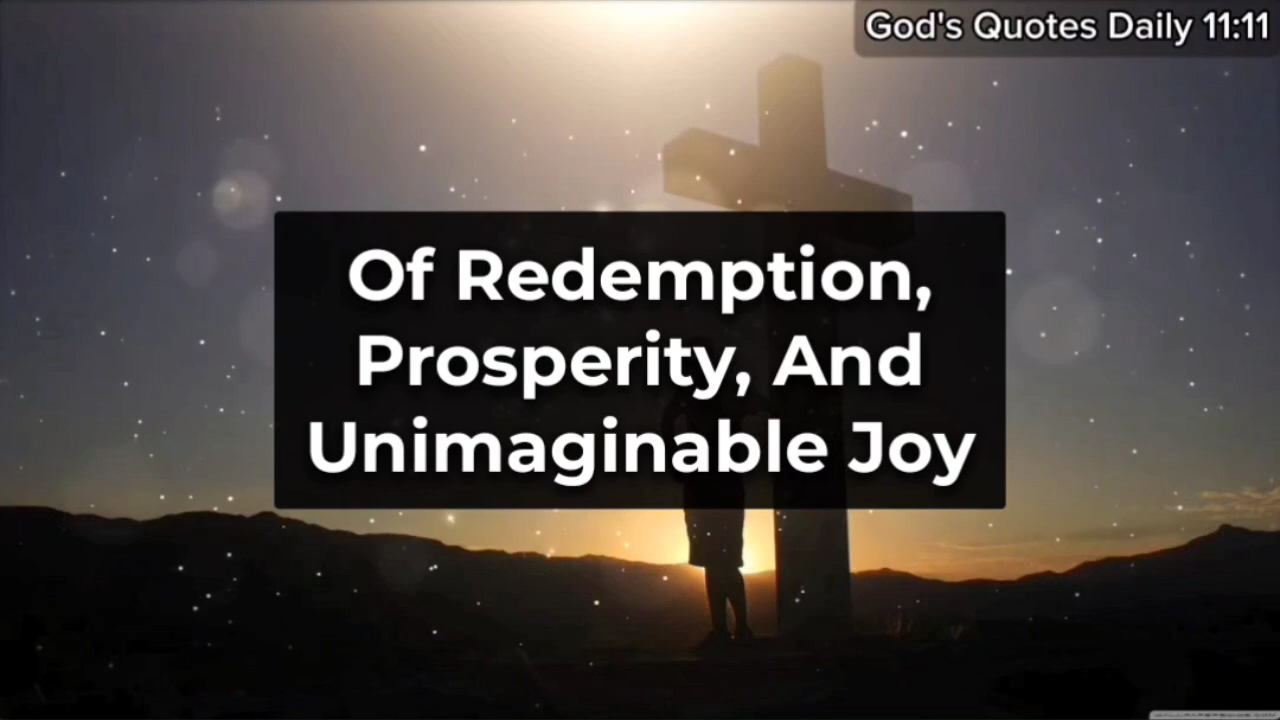 God's Quotes Daily 11:11
Of Redemption,
Prosperity, And
Unimaginable Joy